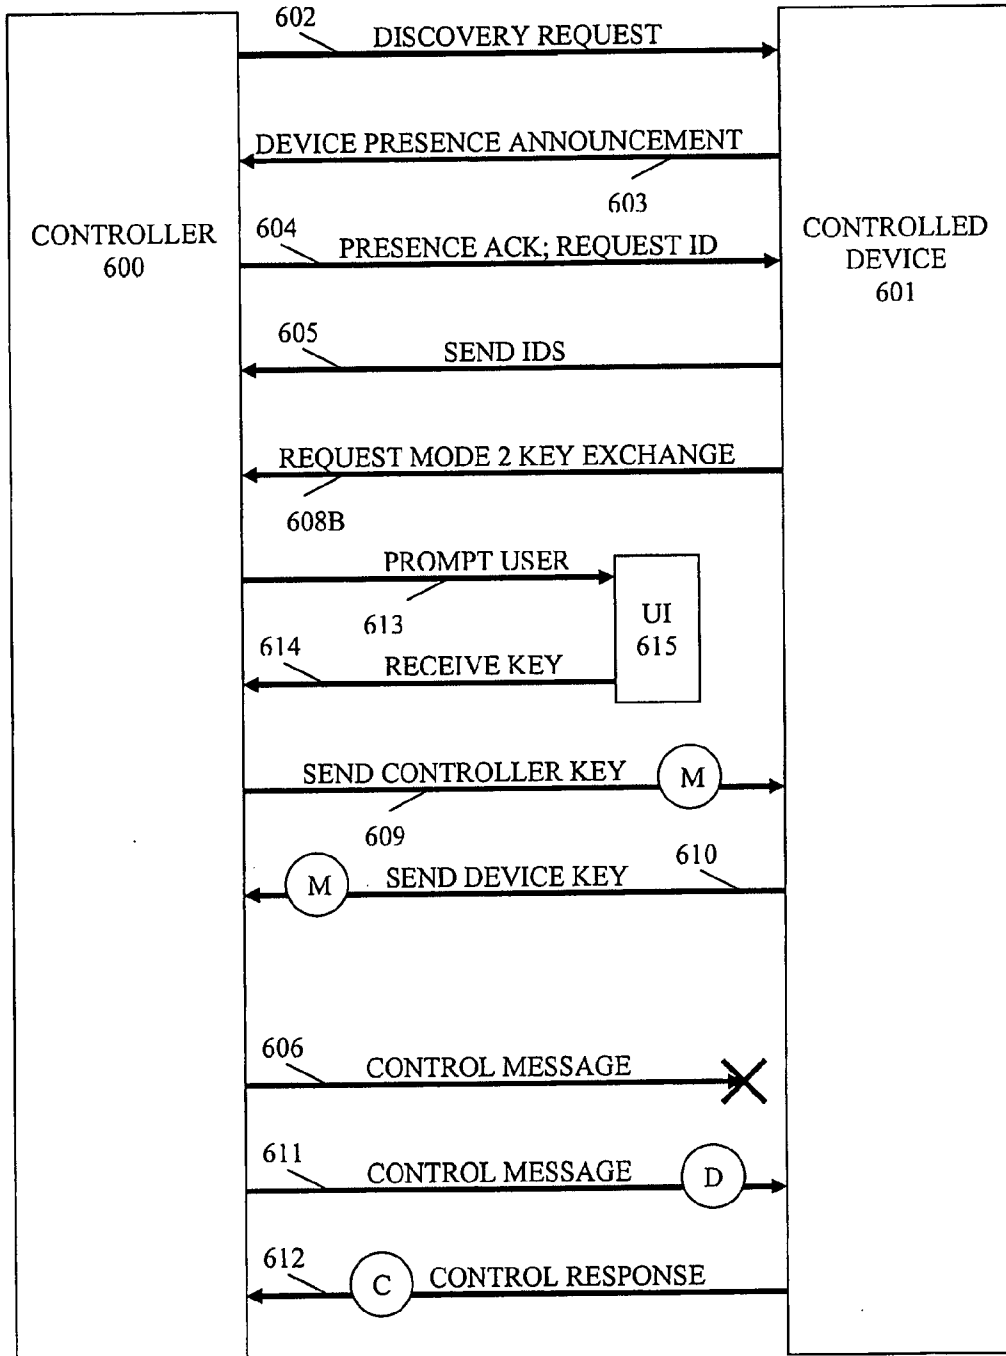 602
DISCOVERY REQUEST
DEVICE PRESENCE ANNOUNCEMENT
603
CONTROLLER
600
CONTROLLED
DEVICE
601
604
PRESENCE ACK; REQUEST ID
605
SEND IDS
REQUEST MODE 2 KEY EXCHANGE
608B
PROMPT USER
613
UI
615
614
RECEIVE KEY
SEND CONTROLLER KEY
M
609
M
SEND DEVICE KEY
610
606
CONTROL MESSAGE
611
CONTROL MESSAGE
D
612
C
CONTROL RESPONSE